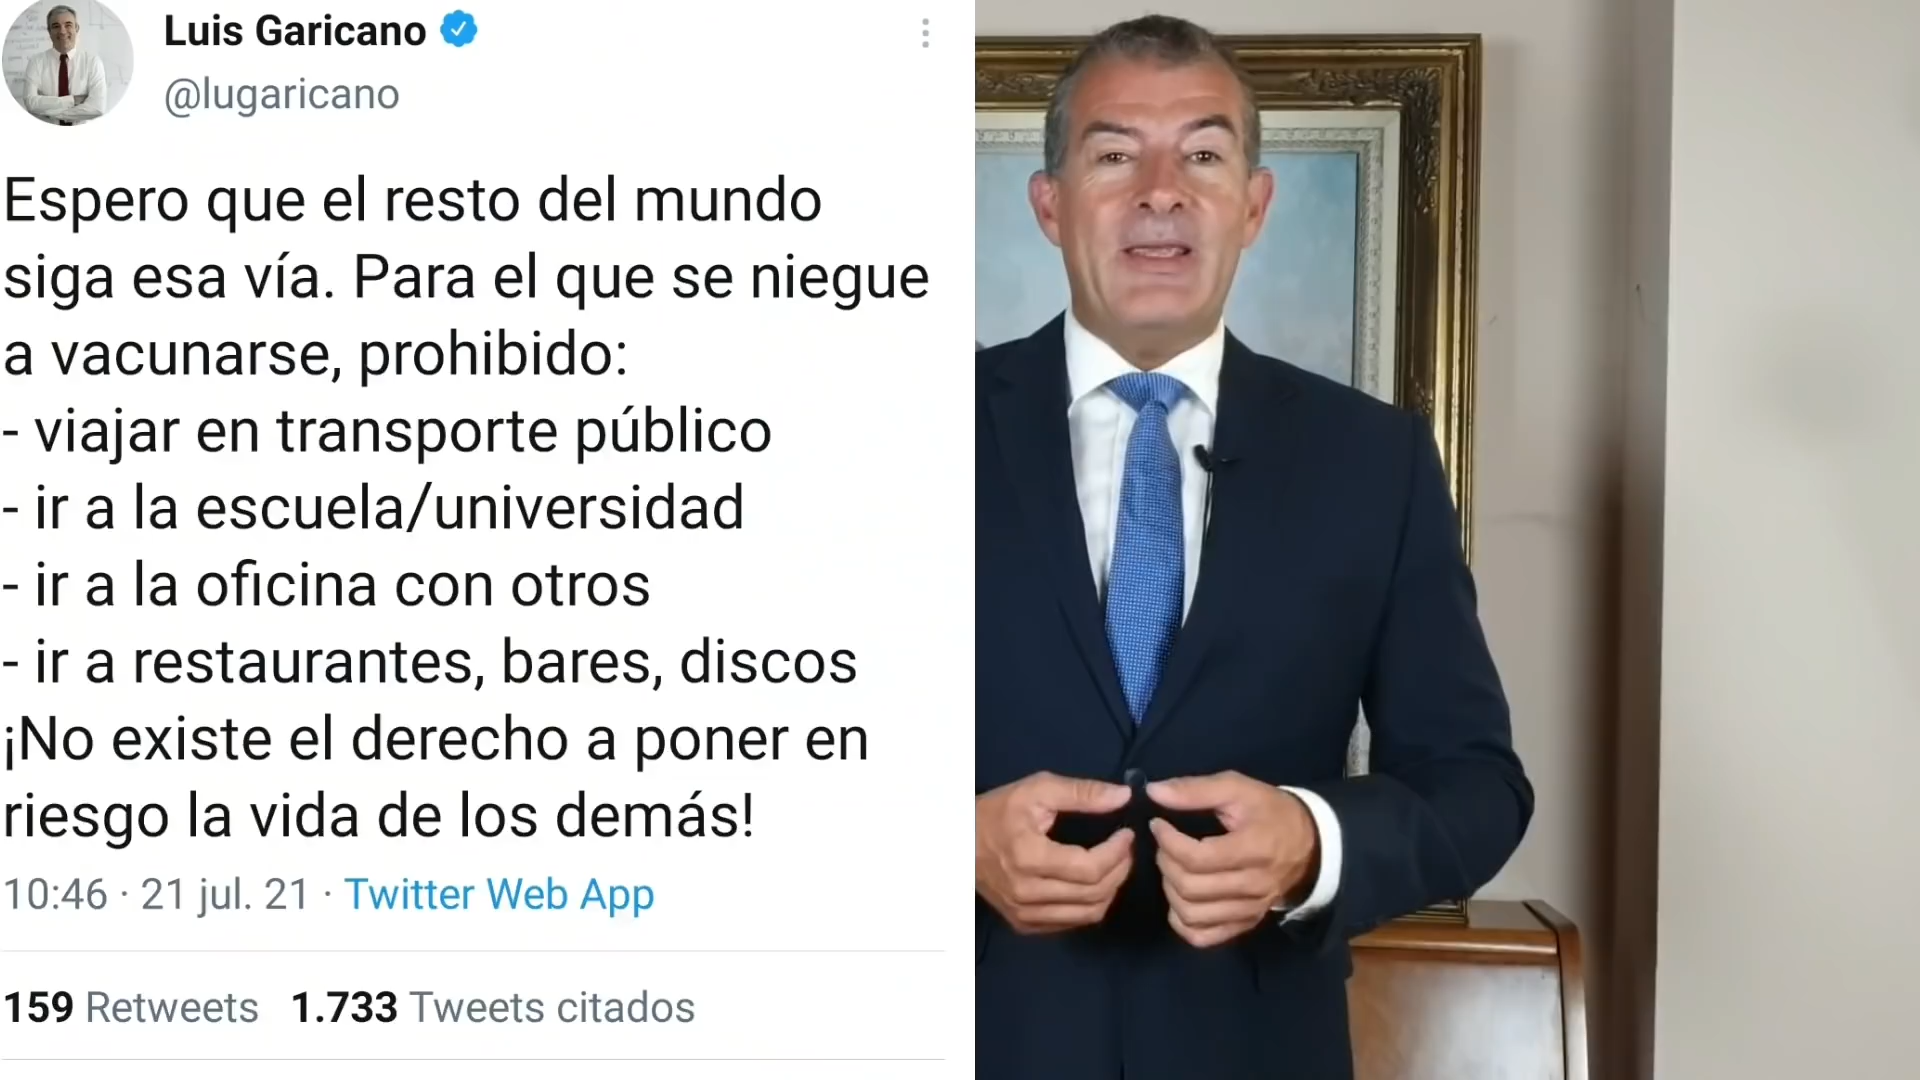 Luis Garicano
@lugaricano
Espero que el resto del mundo
siga esa vía. Para el que se niegue
a vacunarse, prohibido:
- viajar en transporte público
- ir a la escuela/universidad
- ir a la oficina con otros
- ir a restaurantes, bares, discos
¡No existe el derecho a poner en
riesgo la vida de los demás!
10:46 · 21 jul. 21 · Twitter Web App
159 Retweets 1.733 Tweets citados